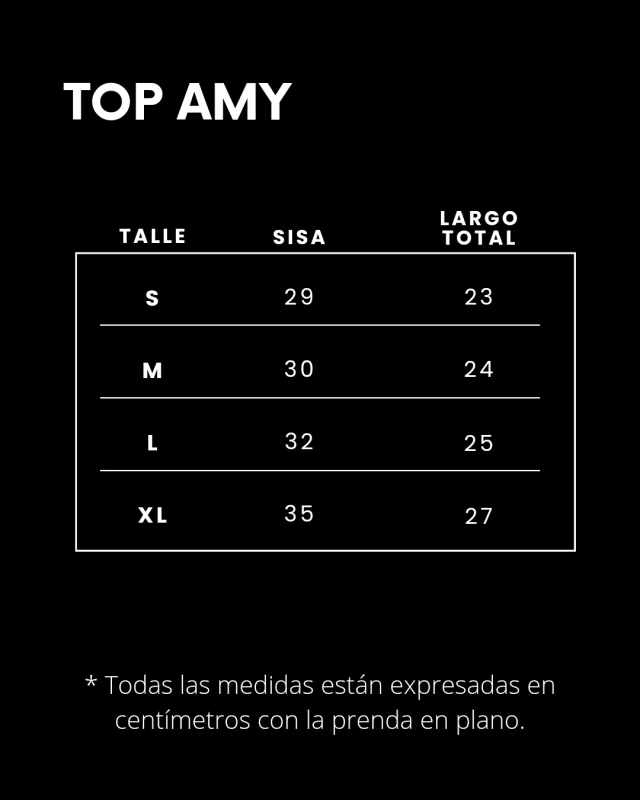 TOP AMY
TALLE SISA LARGO TOTAL
S 29 23
M 30 24
L 32 25
XL 35 27
* Todas las medidas están expresadas en
centímetros con la prenda en plano.